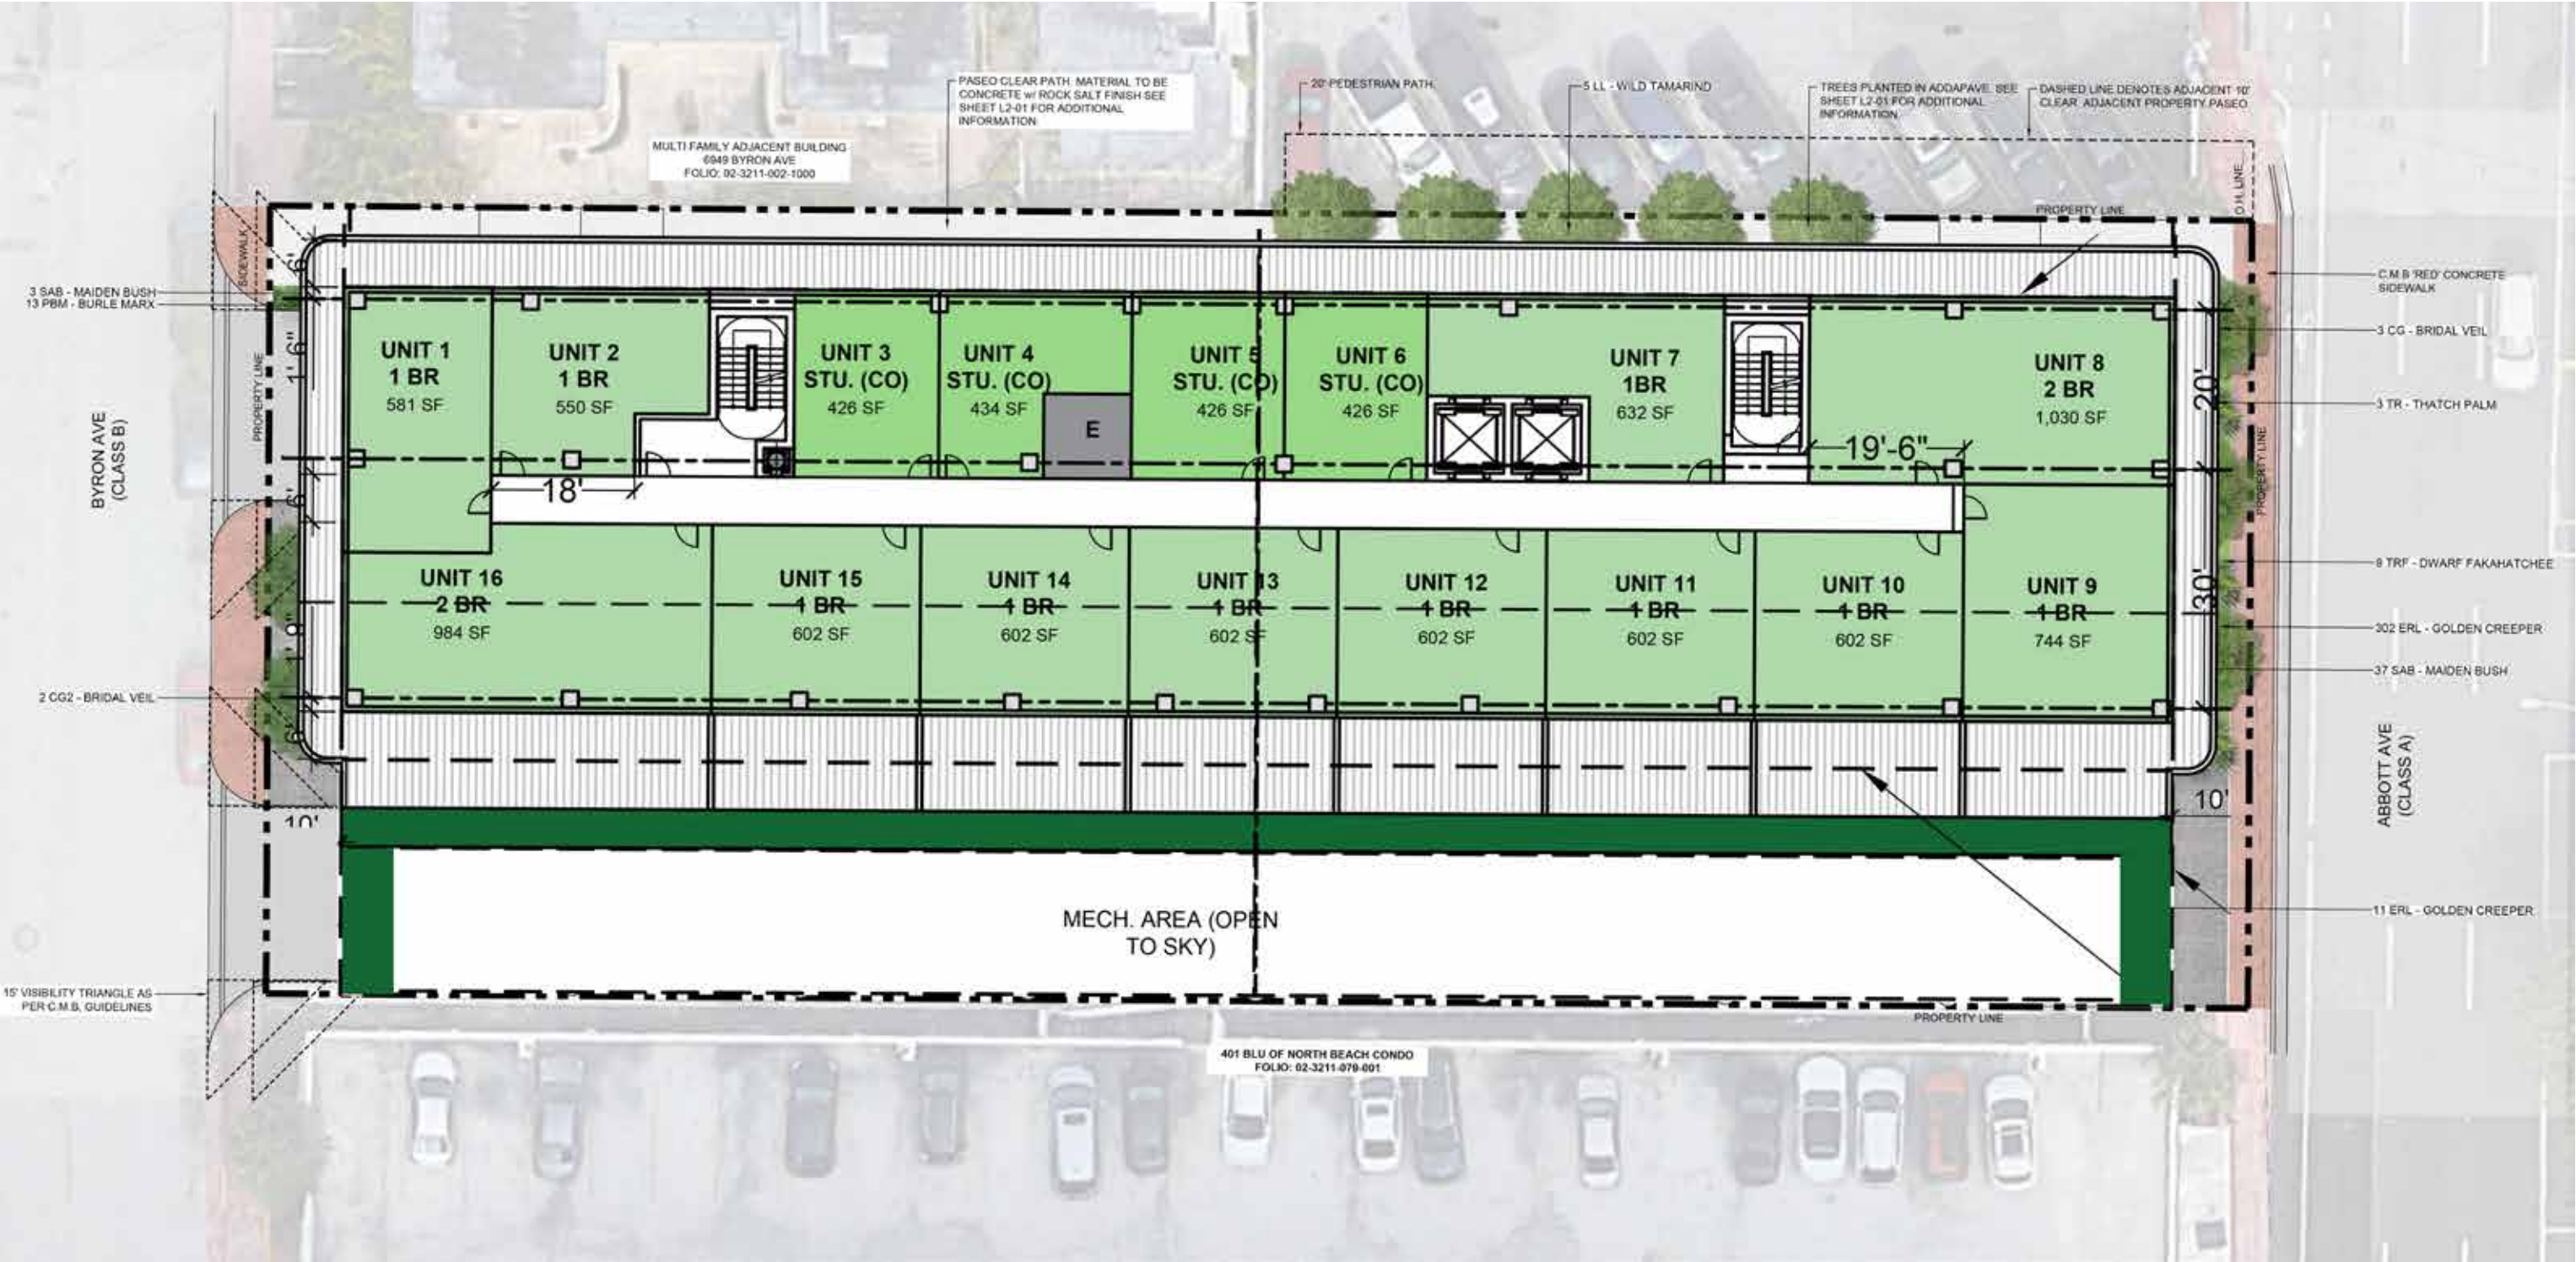 PASEO CLEAR PATH MATERIAL TO BE
CONCRETE w/ ROCK SALT FINISH SEE
SHEET L2-01 FOR ADDITIONAL
INFORMATION
20' PEDESTRIAN PATH
5 LL - WILD TAMARIND
TREES PLANTED IN ADDAPAVE. SEE
SHEET L2-01 FOR ADDITIONAL
INFORMATION
DASHED LINE DENOTES ADJACENT 10'
CLEAR ADJACENT PROPERTY PASEO
MULTI FAMILY ADJACENT BUILDING
6949 BYRON AVE
FOLIO: 02-3211-002-1000
O.H. LINE
PROPERTY LINE
SIDEWALK
3 SAB - MAIDEN BUSH
13 PBM - BURLE MARX
PROPERTY LINE
BYRON AVE
(CLASS B)
2 CG2 - BRIDAL VEIL
15' VISIBILITY TRIANGLE AS
PER C.M.B. GUIDELINES
6'
6'
6'
10'
UNIT 1
1 BR
581 SF
UNIT 2
1 BR
550 SF
UNIT 3
STU. (CO)
426 SF
UNIT 4
STU. (CO)
434 SF
E
UNIT 5
STU. (CO)
426 SF
UNIT 6
STU. (CO)
426 SF
UNIT 7
1BR
632 SF
UNIT 8
2 BR
1,030 SF
18'
19'-6"
20'
30'
UNIT 16
2 BR
984 SF
UNIT 15
1 BR
602 SF
UNIT 14
1 BR
602 SF
UNIT 13
1 BR
602 SF
UNIT 12
1 BR
602 SF
UNIT 11
1 BR
602 SF
UNIT 10
1 BR
602 SF
UNIT 9
1 BR
744 SF
10'
MECH. AREA (OPEN
TO SKY)
PROPERTY LINE
401 BLU OF NORTH BEACH CONDO
FOLIO: 02-3211-079-001
PROPERTY LINE
C.M.B 'RED' CONCRETE
SIDEWALK
3 CG - BRIDAL VEIL
3 TR - THATCH PALM
9 TRF - DWARF FAKAHATCHEE
202 ERL - GOLDEN CREEPER
37 SAB - MAIDEN BUSH
ABBOTT AVE
(CLASS A)
11 ERL - GOLDEN CREEPER